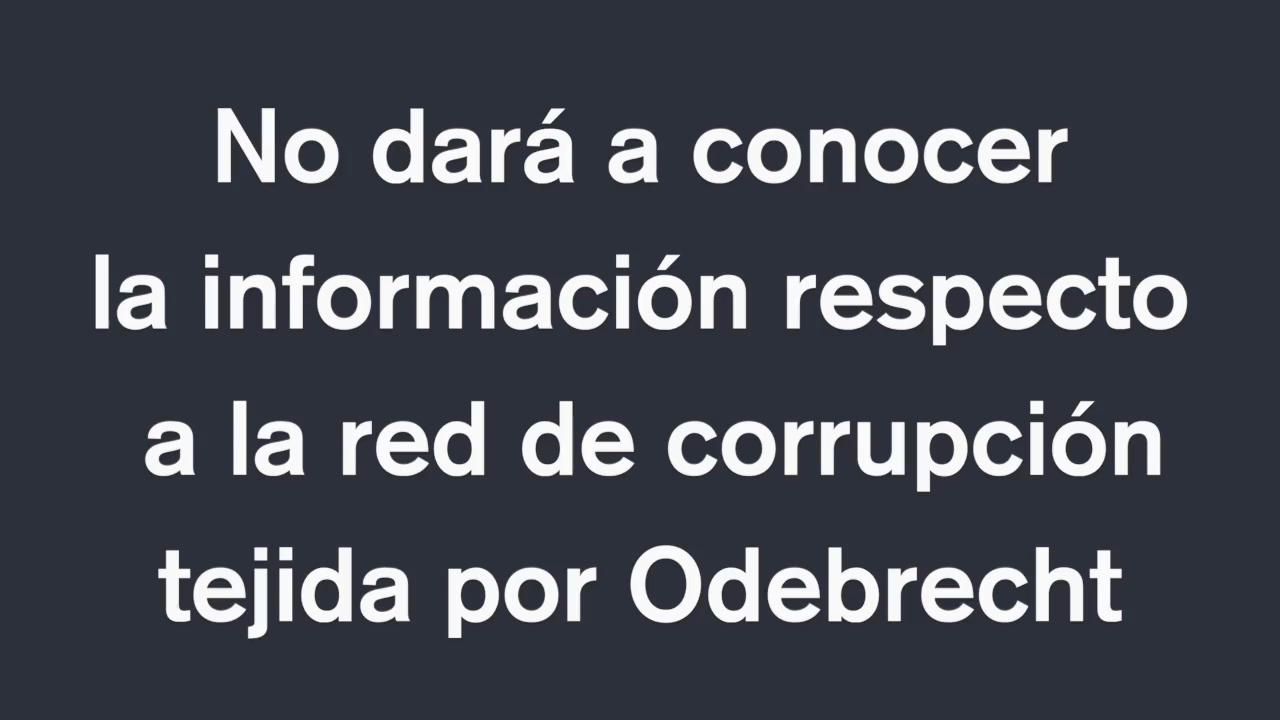 No dará a conocer
la información respecto
a la red de corrupción
tejida por Odebrecht